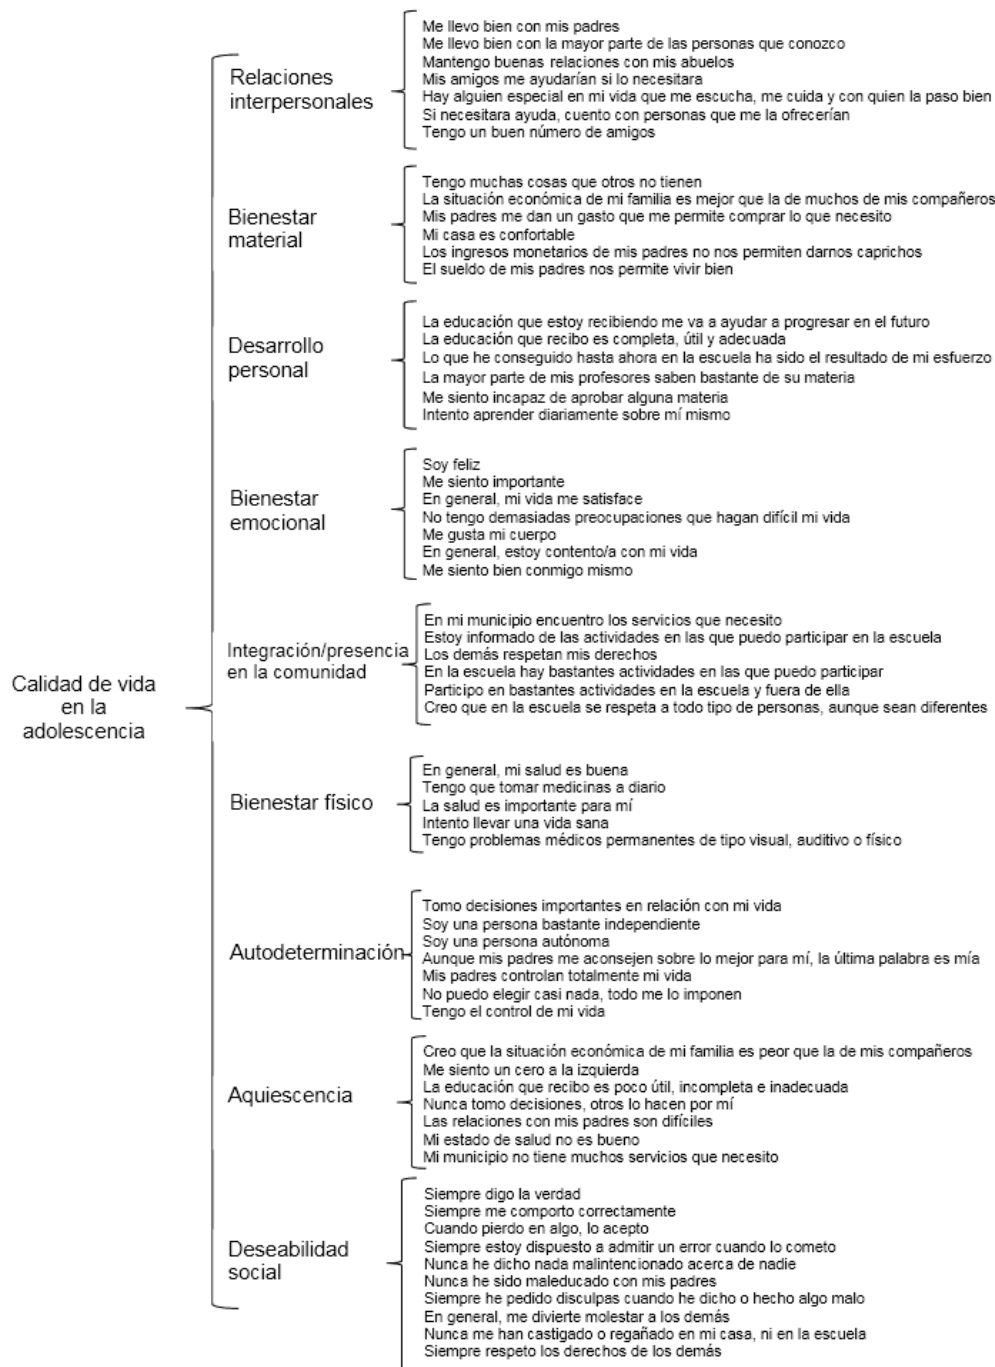 Calidad de vida
en la
adolescencia
Relaciones
interpersonales
Me llevo bien con mis padres
Me llevo bien con la mayor parte de las personas que conozco
Mantengo buenas relaciones con mis abuelos
Mis amigos me ayudarían si lo necesitara
Hay alguien especial en mi vida que me escucha, me cuida y con quien la paso bien
Si necesitara ayuda, cuento con personas que me la ofrecerían
Tengo un buen número de amigos
Bienestar
material
Tengo muchas cosas que otros no tienen
La situación económica de mi familia es mejor que la de muchos de mis compañeros
Mis padres me dan un gasto que me permite comprar lo que necesito
Mi casa es confortable
Los ingresos monetarios de mis padres no nos permiten darnos caprichos
El sueldo de mis padres nos permite vivir bien
Desarrollo
personal
La educación que estoy recibiendo me va a ayudar a progresar en el futuro
La educación que recibo es completa, útil y adecuada
Lo que he conseguido hasta ahora en la escuela ha sido el resultado de mi esfuerzo
La mayor parte de mis profesores saben bastante de su materia
Me siento incapaz de aprobar alguna materia
Intento aprender diariamente sobre mí mismo
Bienestar
emocional
Soy feliz
Me siento importante
En general, mi vida me satisface
No tengo demasiadas preocupaciones que hagan difícil mi vida
Me gusta mi cuerpo
En general, estoy contento/a con mi vida
Me siento bien conmigo mismo
Integración/presencia
en la comunidad
En mi municipio encuentro los servicios que necesito
Estoy informado de las actividades en las que puedo participar en la escuela
Los demás respetan mis derechos
En la escuela hay bastantes actividades en las que puedo participar
Participo en bastantes actividades en la escuela y fuera de ella
Creo que en la escuela se respeta a todo tipo de personas, aunque sean diferentes
Bienestar físico
En general, mi salud es buena
Tengo que tomar medicinas a diario
La salud es importante para mí
Intento llevar una vida sana
Tengo problemas médicos permanentes de tipo visual, auditivo o físico
Autodeterminación
Tomo decisiones importantes en relación con mi vida
Soy una persona bastante independiente
Soy una persona autónoma
Aunque mis padres me aconsejen sobre lo mejor para mí, la última palabra es mía
Mis padres controlan totalmente mi vida
No puedo elegir casi nada, todo me lo imponen
Tengo el control de mi vida
Aquiescencia
Creo que la situación económica de mi familia es peor que la de mis compañeros
Me siento un cero a la izquierda
La educación que recibo es poco útil, incompleta e inadecuada
Nunca tomo decisiones, otros lo hacen por mí
Las relaciones con mis padres son difíciles
Mi estado de salud no es bueno
Mi municipio no tiene muchos servicios que necesito
Deseabilidad
social
Siempre digo la verdad
Siempre me comporto correctamente
Cuando pierdo en algo, lo acepto
Siempre estoy dispuesto a admitir un error cuando lo cometo
Nunca he dicho nada malintencionado acerca de nadie
Nunca he sido maleducado con mis padres
Siempre he pedido disculpas cuando he dicho o hecho algo malo
En general, me divierte molestar a los demás
Nunca me han castigado o regañado en mi casa, ni en la escuela
Siempre respeto los derechos de los demás